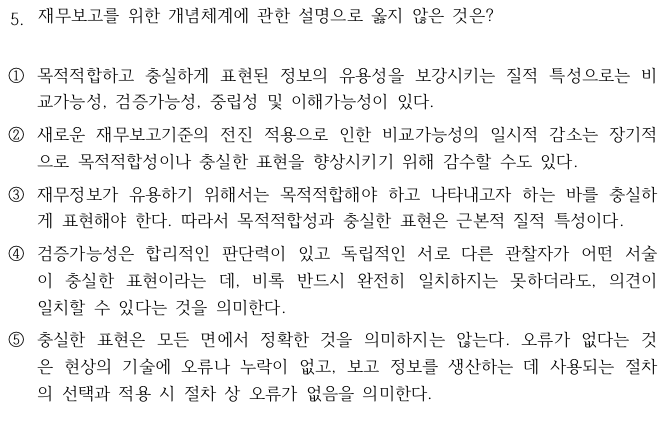 5. 재무보고를 위한 개념체계에 관한 설명으로 옳지 않은 것은?
① 목적적합하고 충실하게 표현된 정보의 유용성을 보강시키는 질적 특성으로는 비
교가능성, 검증가능성, 중립성 및 이해가능성이 있다.
② 새로운 재무보고기준의 전진 적용으로 인한 비교가능성의 일시적 감소는 장기적
으로 목적적합성이나 충실한 표현을 향상시키기 위해 감수할 수도 있다.
③ 재무정보가 유용하기 위해서는 목적적합해야 하고 나타내고자 하는 바를 충실하
게 표현해야 한다. 따라서 목적적합성과 충실한 표현은 근본적 질적 특성이다.
④ 검증가능성은 합리적인 판단력이 있고 독립적인 서로 다른 관찰자가 어떤 서술
이 충실한 표현이라는 데, 비록 반드시 완전히 일치하지는 못하더라도, 의견이
일치할 수 있다는 것을 의미한다.
⑤ 충실한 표현은 모든 면에서 정확한 것을 의미하지는 않는다. 오류가 없다는 것
은 현상의 기술에 오류나 누락이 없고, 보고 정보를 생산하는 데 사용되는 절차
의 선택과 적용 시 절차 상 오류가 없음을 의미한다.